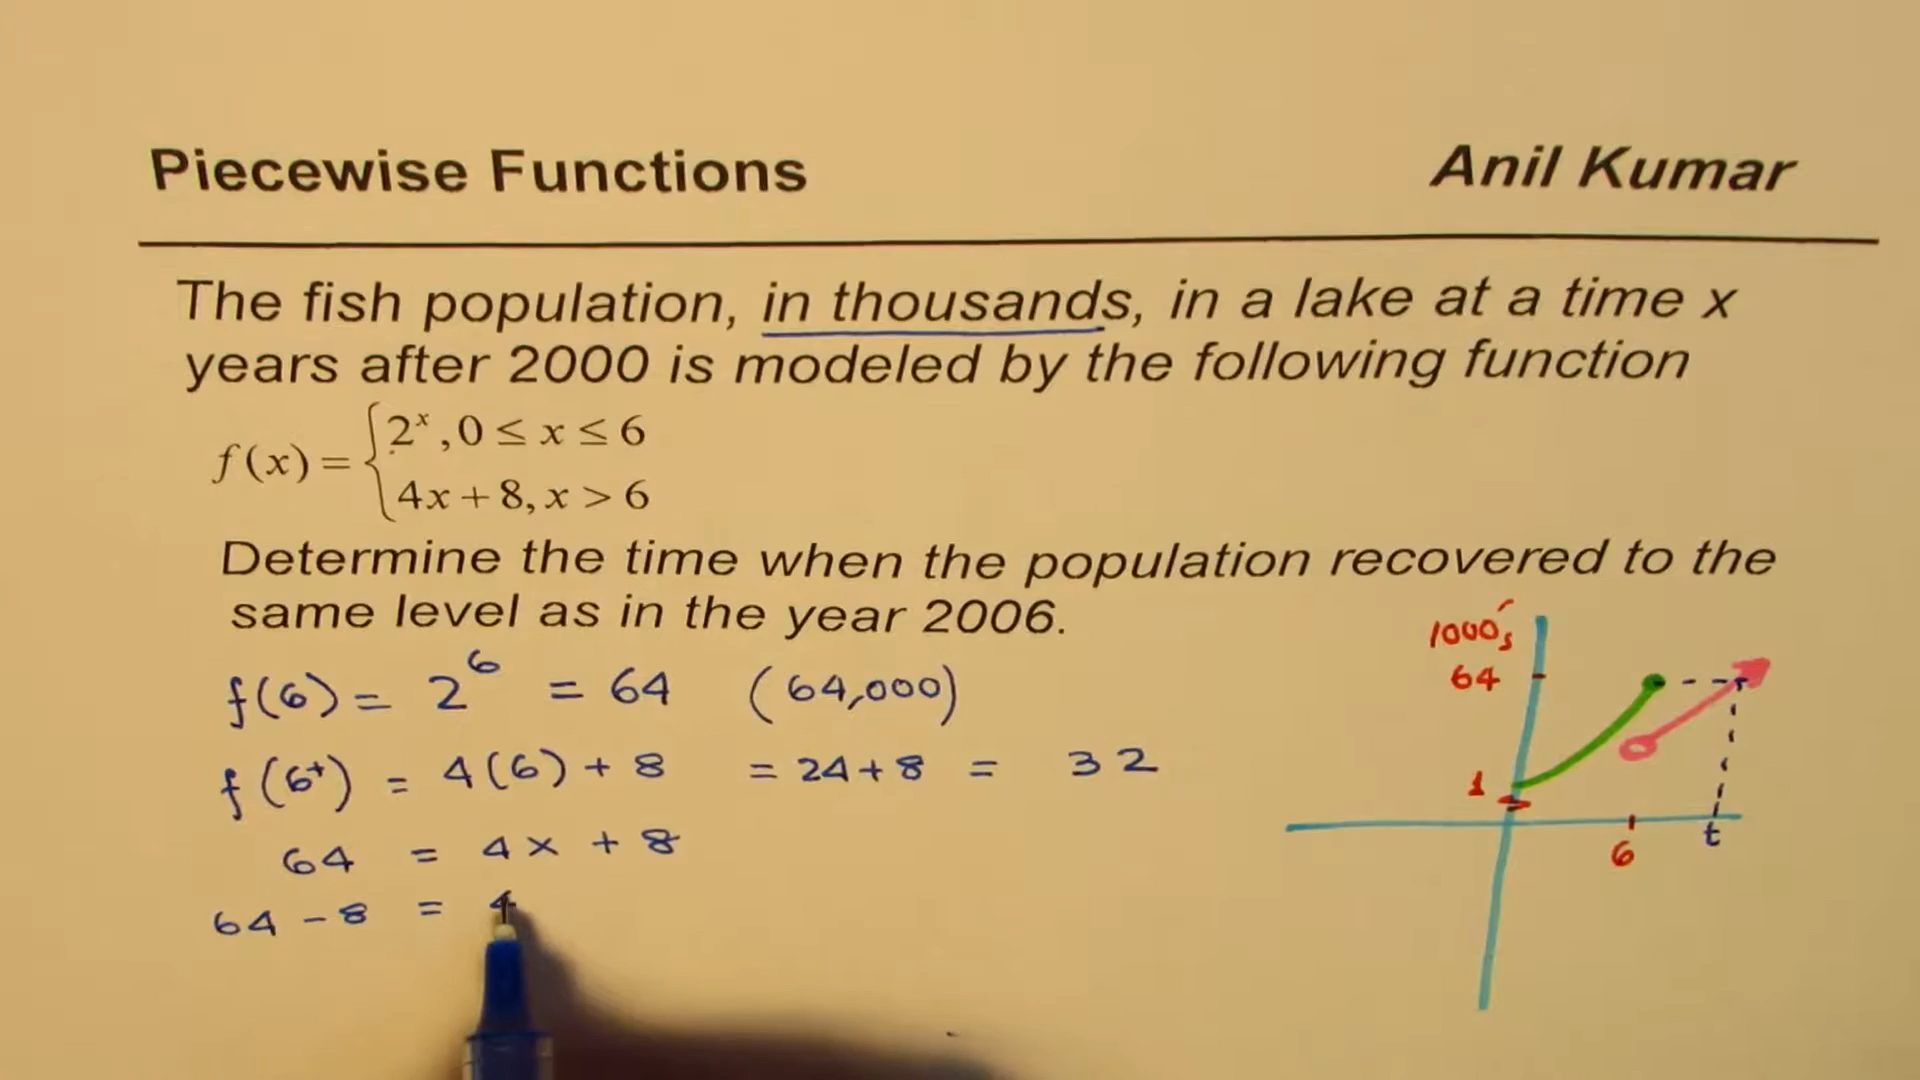 Piecewise Functions Anil Kumar
The fish population, in thousands, in a lake at a time x
years after 2000 is modeled by the following function
f(x) = { 2^x, 0 ≤ x ≤ 6
4x + 8, x > 6
Determine the time when the population recovered to the
same level as in the year 2006.
f(6) = 2^6 = 64 (64,000)
f(6^+) = 4(6) + 8 = 24 + 8 = 32
64 = 4x + 8
64 - 8 = 4
1000's
64
1
6
t